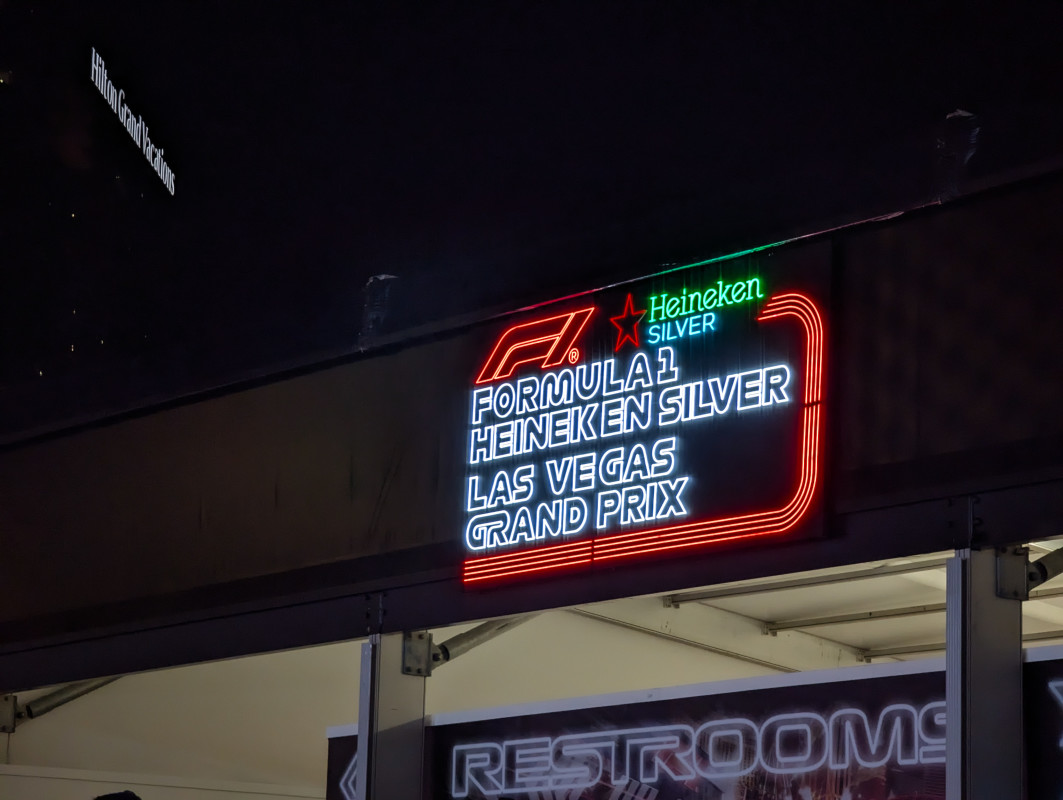 Hilton Grand Vacations
F1®
Heineken
SILVER
FORMULA 1
HEINEKEN SILVER
LAS VEGAS
GRAND PRIX
RESTROOMS